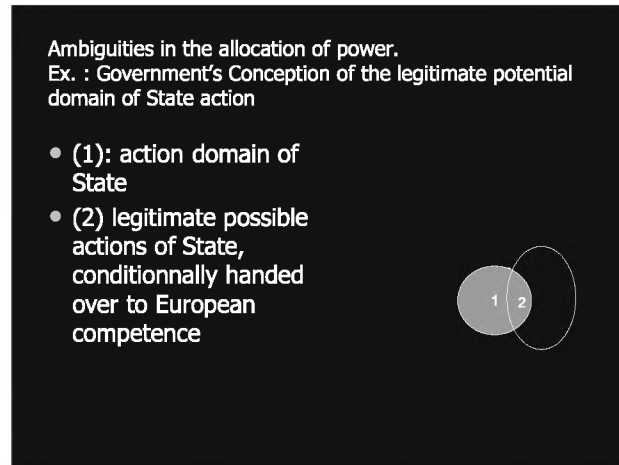 Ambiguities in the allocation of power.
Ex. : Government's Conception of the legitimate potential
domain of State action
(1): action domain of
State
(2) legitimate possible
actions of State,
conditionnally handed
over to European
competence
1 2